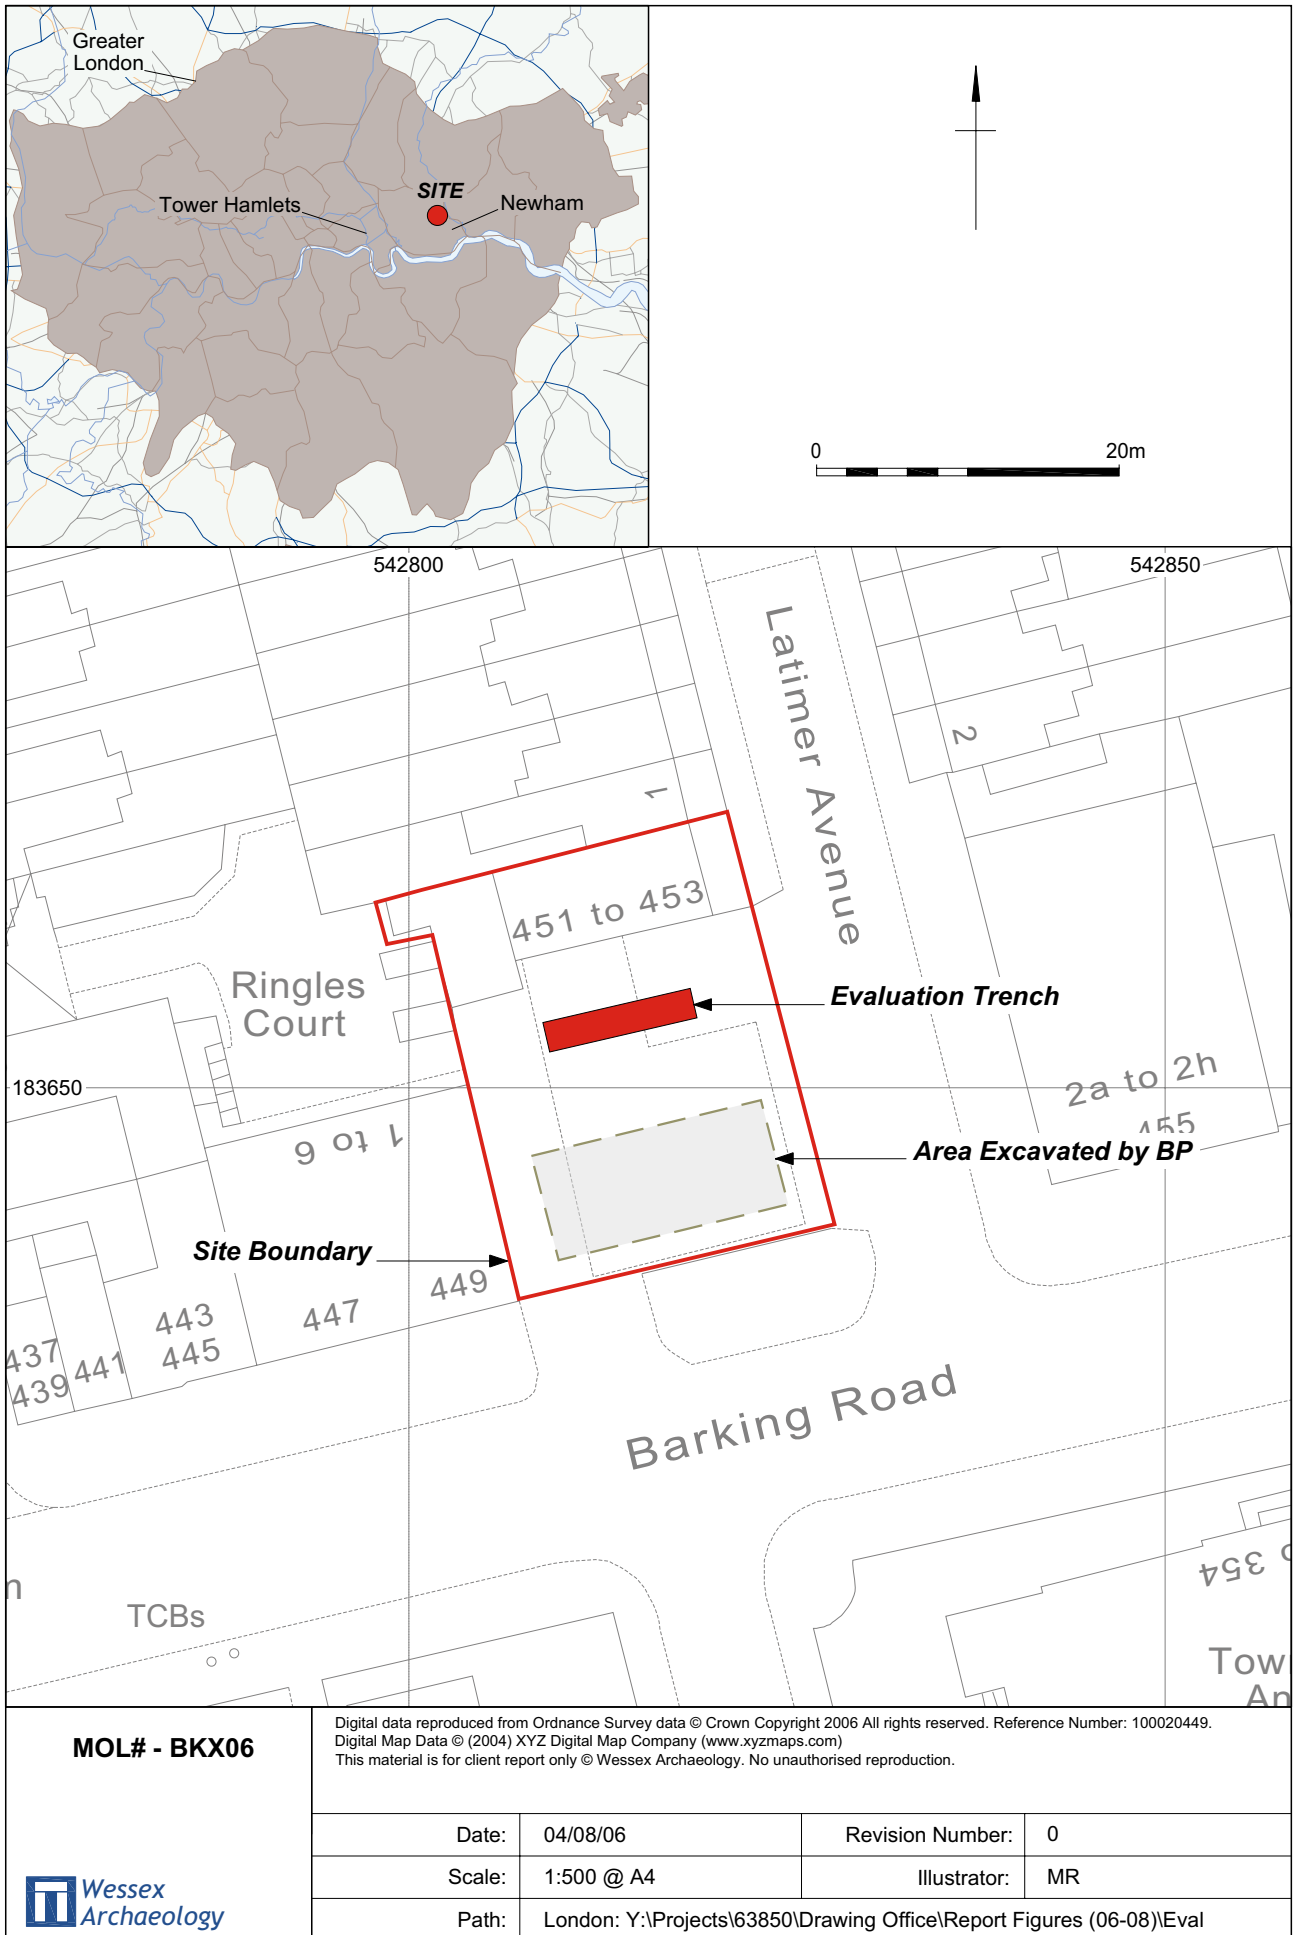 Greater
London
Tower Hamlets
SITE
Newham
0
20m
542800
542850
Latimer Avenue
2
1
451 to 453
Ringles
Court
Evaluation Trench
183650
2a to 2h
455
1 to 6
Area Excavated by BP
Site Boundary
449
447
443
445
437
439
441
Barking Road
354
TCBs
MOL# - BKX06
Wessex
Archaeology
Digital data reproduced from Ordnance Survey data © Crown Copyright 2006 All rights reserved. Reference Number: 100020449.
Digital Map Data © (2004) XYZ Digital Map Company (www.xyzmaps.com)
This material is for client report only © Wessex Archaeology. No unauthorised reproduction.
Date: 04/08/06 Revision Number: 0
Scale: 1:500 @ A4 Illustrator: MR
Path: London: Y:\Projects\63850\Drawing Office\Report Figures (06-08)\Eval